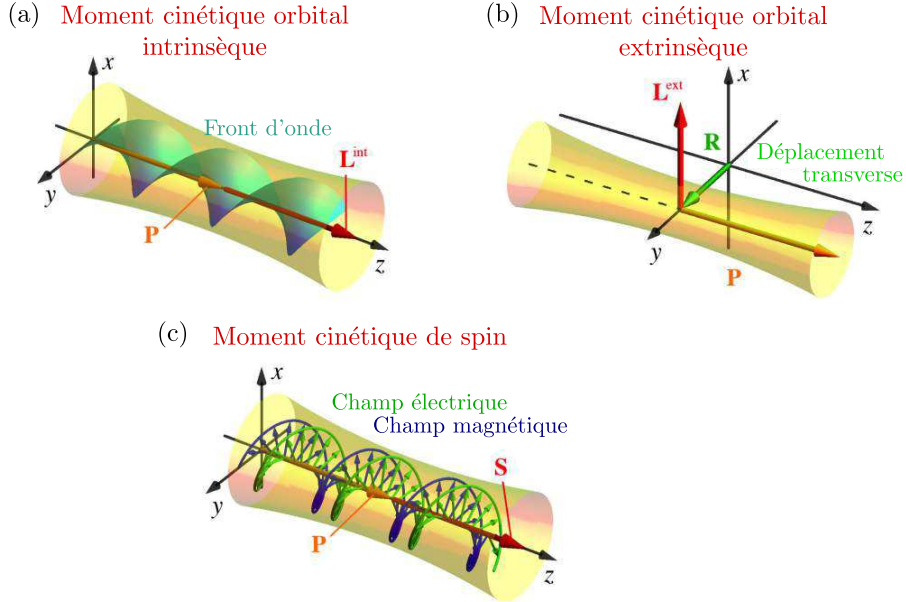 (a)
Moment cinétique orbital
intrinsèque
x
Front d'onde
L^int
y
P
z
(b)
Moment cinétique orbital
extrinsèque
x
L^ext
R
Déplacement
transverse
z
y
P
(c)
Moment cinétique de spin
x
Champ électrique
Champ magnétique
S
y
P
z